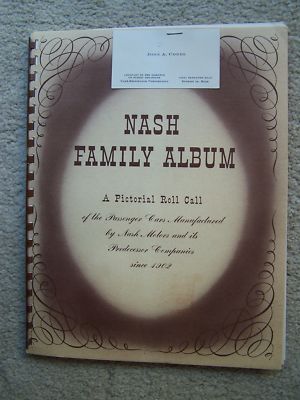 NASH
FAMILY ALBUM
A Pictorial Roll Call
of the Passenger Cars Manufactured
by Nash Motors and its
Predecessor Companies
since 1902